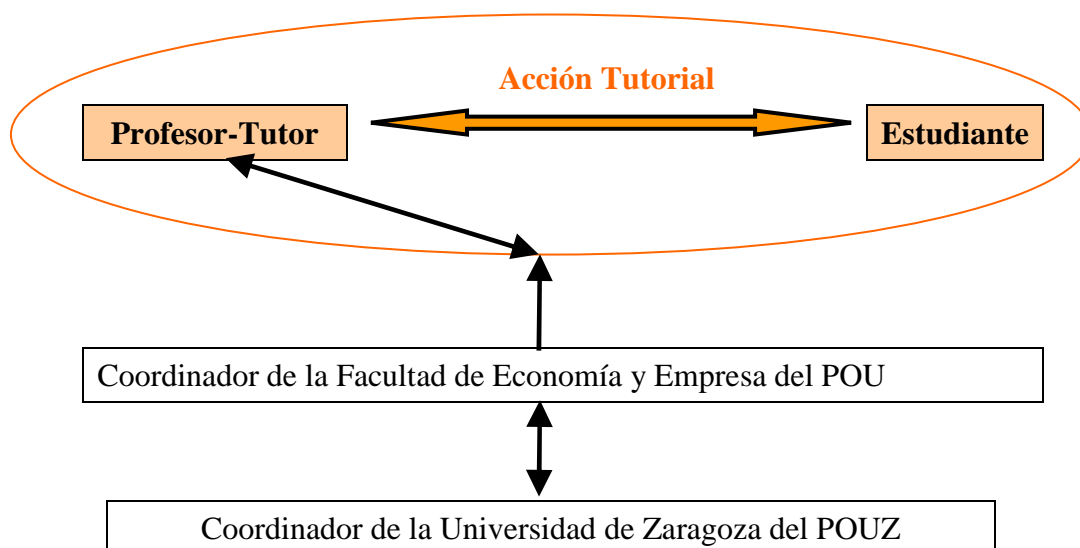 Acción Tutorial
Profesor-Tutor
Estudiante
Coordinador de la Facultad de Economía y Empresa del POU
Coordinador de la Universidad de Zaragoza del POUZ